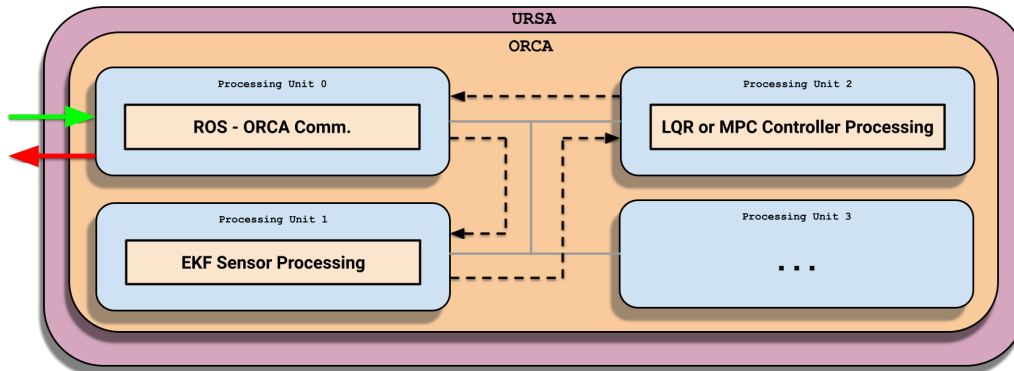 URSA
ORCA
Processing Unit 0
ROS - ORCA Comm.
Processing Unit 2
LQR or MPC Controller Processing
Processing Unit 1
EKF Sensor Processing
Processing Unit 3
...